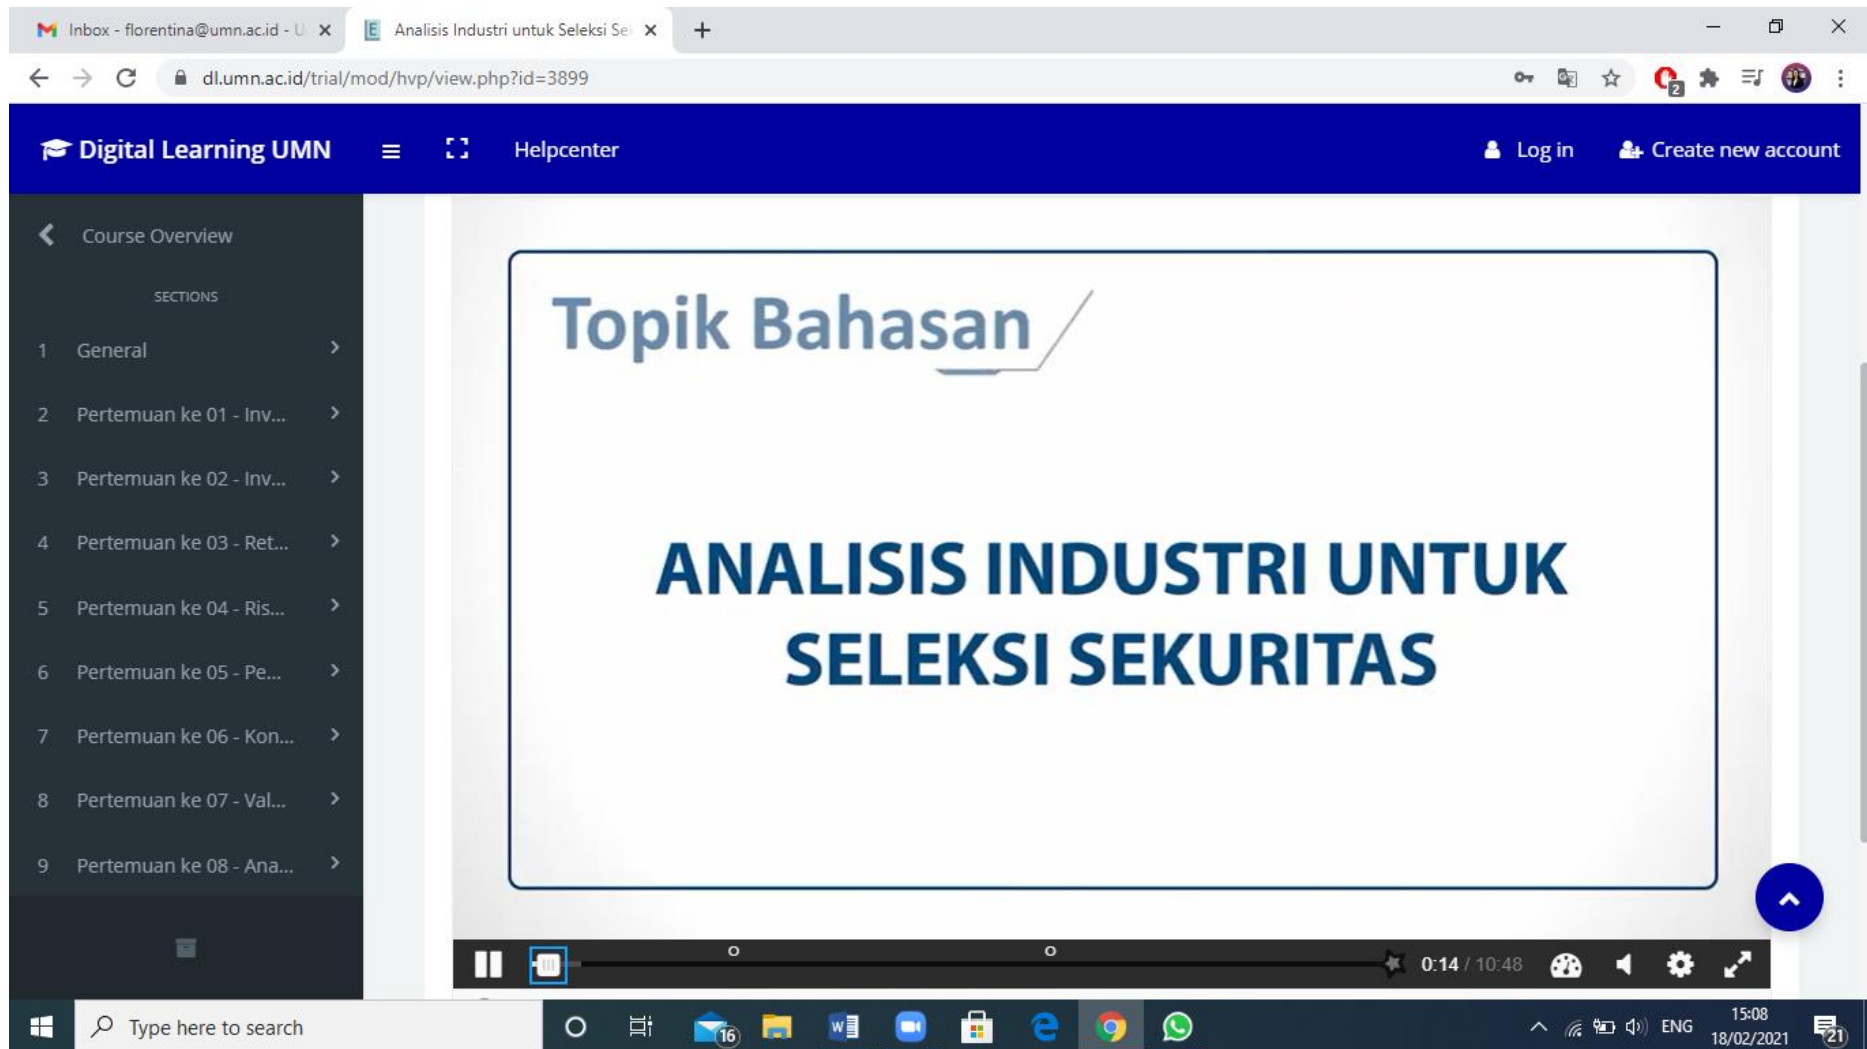 Inbox - florentina@umn.ac.id - U
Analisis Industri untuk Seleksi Se
dl.umn.ac.id/trial/mod/hvp/view.php?id=3899
2
Digital Learning UMN
Helpcenter
Log in
Create new account
Course Overview
SECTIONS
1 General
2 Pertemuan ke 01 - Inv...
3 Pertemuan ke 02 - Inv...
4 Pertemuan ke 03 - Ret...
5 Pertemuan ke 04 - Ris...
6 Pertemuan ke 05 - Pe...
7 Pertemuan ke 06 - Kon...
8 Pertemuan ke 07 - Val...
9 Pertemuan ke 08 - Ana...
Topik Bahasan
ANALISIS INDUSTRI UNTUK
SELEKSI SEKURITAS
0:14 / 10:48
Type here to search
16
ENG
15:08
18/02/2021
21